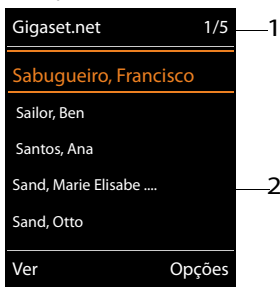 Gigaset.net 1/5 1
Sabugueiro, Francisco
Sailor, Ben
Santos, Ana
Sand, Marie Elisabe .... 2
Sand, Otto
Ver Opções